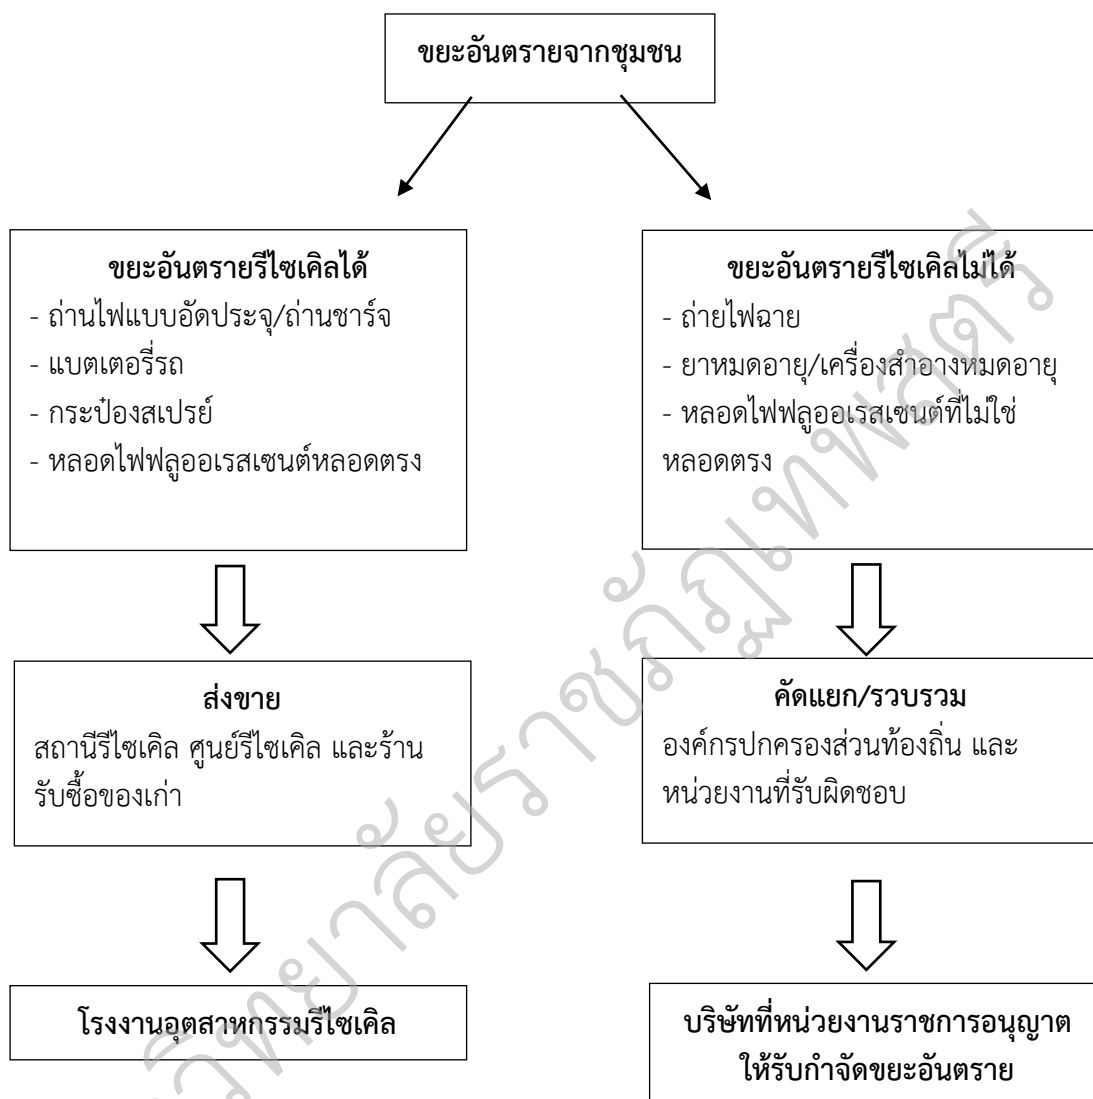 ขยะอันตรายจากชุมชน
ขยะอันตรายรีไซเคิลได้
- ถ่านไฟแบบอัดประจุ/ถ่านชาร์จ
- แบตเตอรี่รถ
- กระป๋องสเปรย์
- หลอดไฟฟลูออเรสเซนต์หลอดตรง
ขยะอันตรายรีไซเคิลไม่ได้
- ถ่ายไฟฉาย
- ยาหมดอายุ/เครื่องสำอางหมดอายุ
- หลอดไฟฟลูออเรสเซนต์ที่ไม่ใช่
หลอดตรง
ส่งขาย
สถานีรีไซเคิล ศูนย์รีไซเคิล และร้าน
รับซื้อของเก่า
คัดแยก/รวบรวม
องค์กรปกครองส่วนท้องถิ่น และ
หน่วยงานที่รับผิดชอบ
โรงงานอุตสาหกรรมรีไซเคิล
บริษัทที่หน่วยงานราชการอนุญาต
ให้รับกำจัดขยะอันตราย
วิทยาลัยราชภัฏเทพสตรี